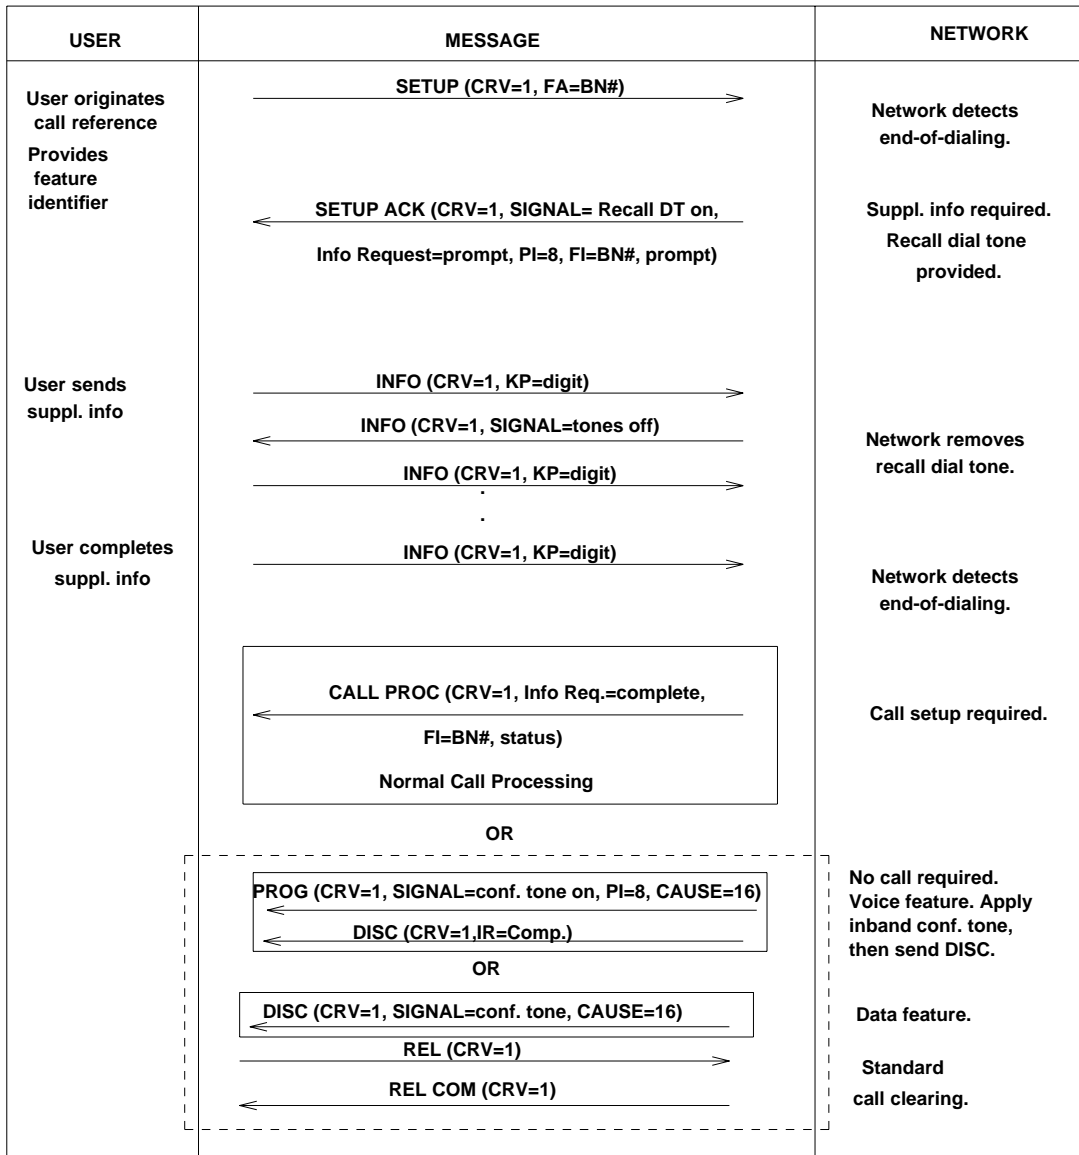 USER
MESSAGE
NETWORK
SETUP (CRV=1, FA=BN#)
User originates
call reference
Provides
feature
identifier
Network detects
end-of-dialing.
SETUP ACK (CRV=1, SIGNAL= Recall DT on,
Info Request=prompt, PI=8, FI=BN#, prompt)
Suppl. info required.
Recall dial tone
provided.
User sends
suppl. info
INFO (CRV=1, KP=digit)
INFO (CRV=1, SIGNAL=tones off)
Network removes
recall dial tone.
INFO (CRV=1, KP=digit)
.
.
User completes
suppl. info
INFO (CRV=1, KP=digit)
Network detects
end-of-dialing.
CALL PROC (CRV=1, Info Req.=complete,
FI=BN#, status)
Call setup required.
Normal Call Processing
OR
PROG (CRV=1, SIGNAL=conf. tone on, PI=8, CAUSE=16)
DISC (CRV=1,IR=Comp.)
No call required.
Voice feature. Apply
inband conf. tone,
then send DISC.
OR
DISC (CRV=1, SIGNAL=conf. tone, CAUSE=16)
Data feature.
REL (CRV=1)
REL COM (CRV=1)
Standard
call clearing.